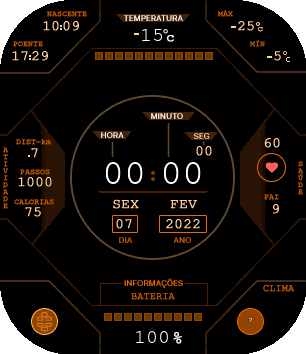 NASCENTE
10:09
POENTE
17:29
TEMPERATURA
-15°C
MÁX
-25°C
MÍN
-5°C
MINUTO
HORA
SEG
00
00:00
SEX FEV
07 2022
DIA ANO
ATIVIDADE
DIST-km
.7
PASSOS
1000
CALORIAS
75
60
SAÚDE
PAI
9
INFORMAÇÕES
BATERIA
100%
CLIMA
?